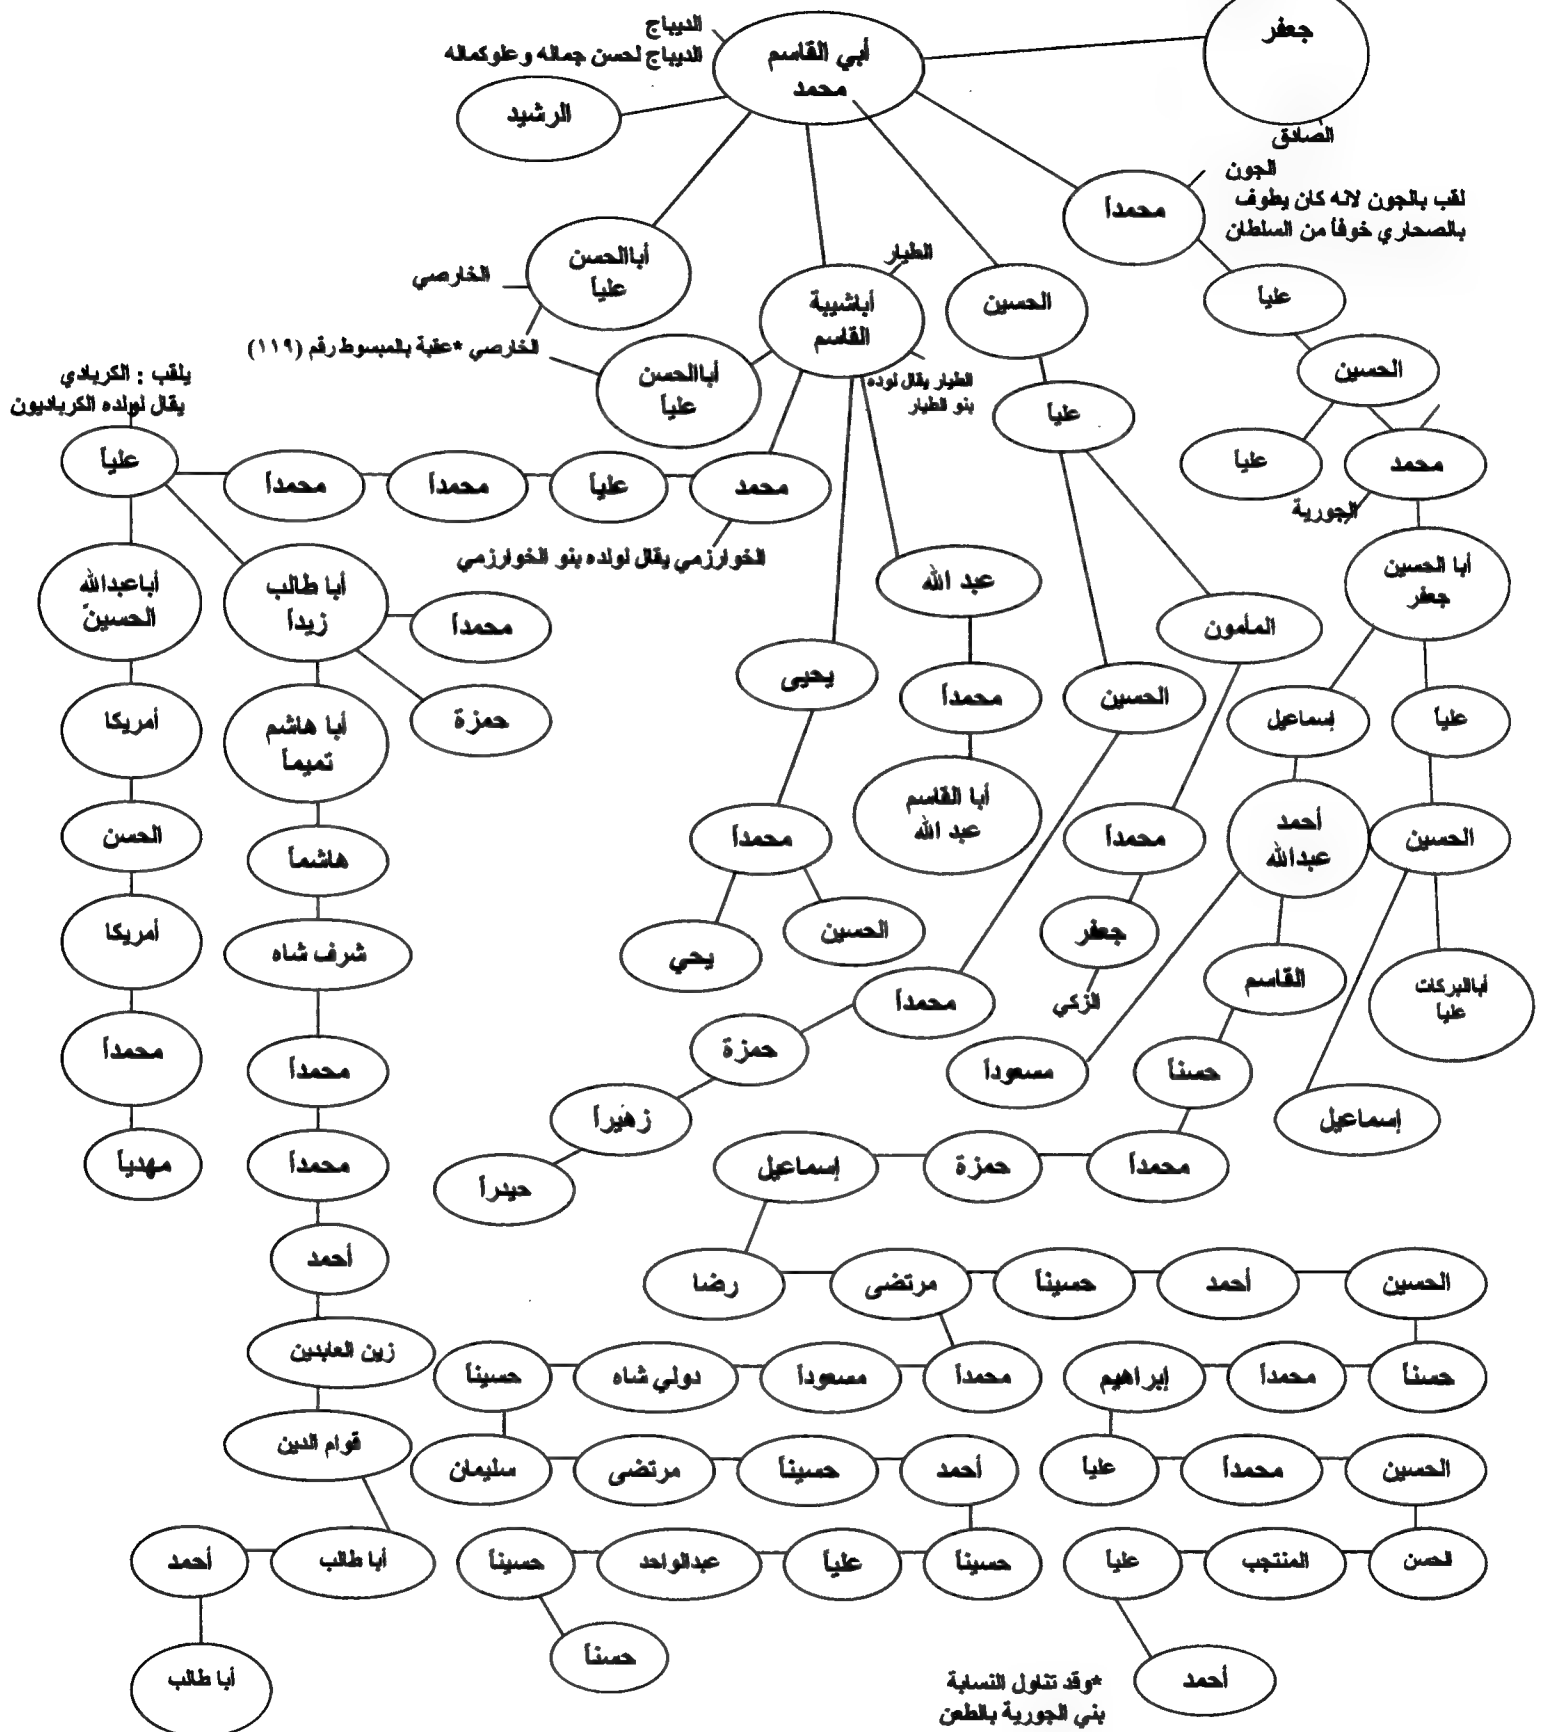 جعفر
الصادق
أبي القاسم
محمد
الديباج
الديباج لحسن جماله وعلوكماله
الرشيد
الجون
لقب بالجون لانه كان يطوف
بالصحاري خوفاً من السلطان
محمداً
علياً
الحسين
علياً
محمد
الجورية
أبا الحسين
جعفر
إسماعيل
علياً
أحمد
عبدالله
الحسين
القاسم
أباالبركات
علياً
إسماعيل
مسعوداً
حسناً
محمداً
حمزة
إسماعيل
الحسين
علياً
المأمون
الحسين
محمداً
جعفر
الزكي
محمداً
حمزة
زهيراً
حيدراً
الطيار
أباشيبة
القاسم
الطيار يقال لوده
بنو الطيار
أباالحسن
علياً
الخارصي
الخارصي *عقبة بالمبسوط رقم (١١٩)
أباالحسن
علياً
عبد الله
محمداً
أبا القاسم
عبد الله
يحيى
محمداً
الحسين
يحي
محمد
الخوارزمي يقال لولده بنو الخوارزمي
علياً
محمداً
محمداً
يلقب : الكربادي
يقال لولده الكرباديون
علياً
أبا طالب
زيداً
محمداً
حمزة
أبا هاشم
تميماً
هاشماً
شرف شاه
محمداً
محمداً
أحمد
زين العابدين
قوام الدين
أبا طالب
أحمد
أبا طالب
أباعبدالله
الحسينً
أمريكا
الحسن
أمريكا
محمداً
مهدياً
الحسين
أحمد
حسيناً
مرتضى
رضا
حسناً
محمداً
إبراهيم
محمداً
مسعوداً
دولي شاه
حسيناً
الحسين
محمداً
علياً
أحمد
حسيناً
مرتضى
سليمان
الحسن
المنتجب
علياً
حسيناً
علياً
عبدالواحد
حسيناً
حسناً
أحمد
*وقد تناول النسابة
بني الجورية بالطعن